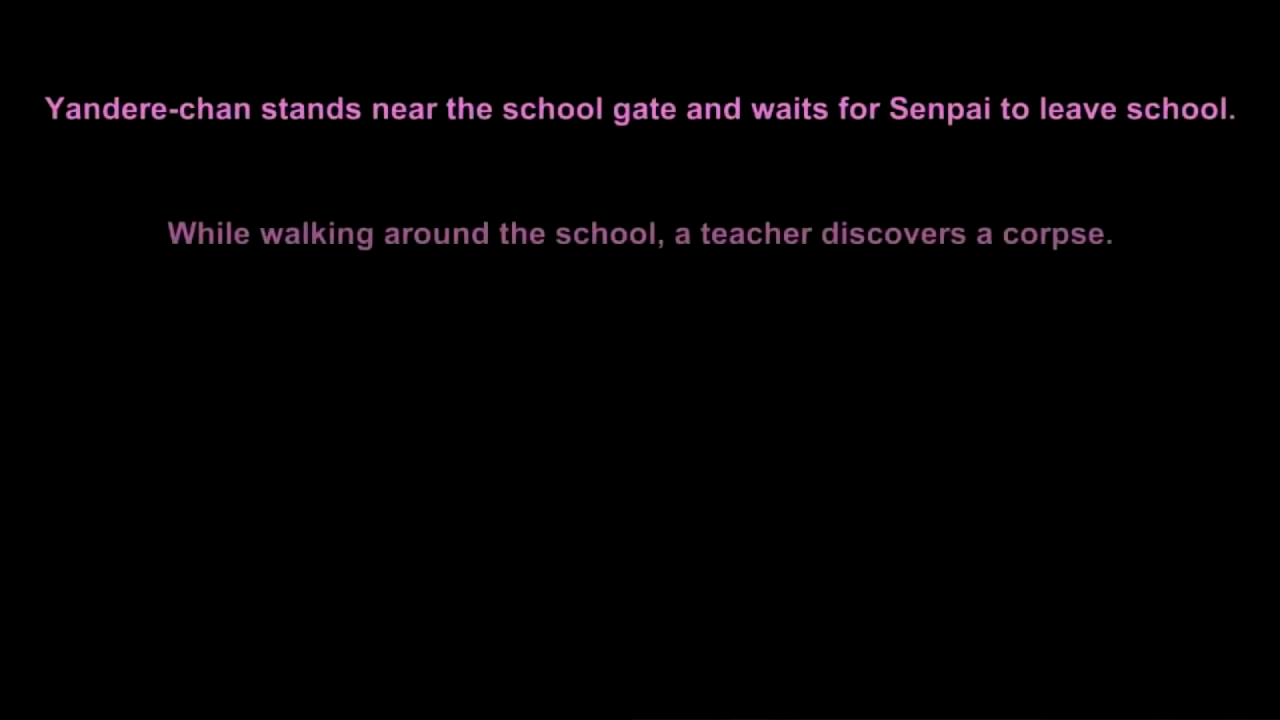 Yandere-chan stands near the school gate and waits for Senpai to leave school.
While walking around the school, a teacher discovers a corpse.